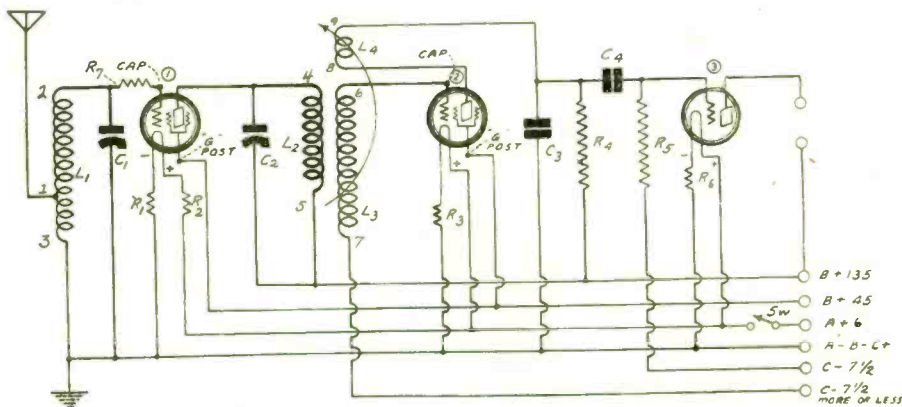 9
L4
CAP
8
R7
CAP
1
2
C4
3
2
4
6
G
POST
G
POST
L1
C1
C2
L2
C3
R4
R5
1
-
+
-
+
-
+
R6
5
L3
R1
R2
R3
3
7
B+135
B+45
SW
A+6
A-B-C+
C-7½
C-7½
MORE OR LESS